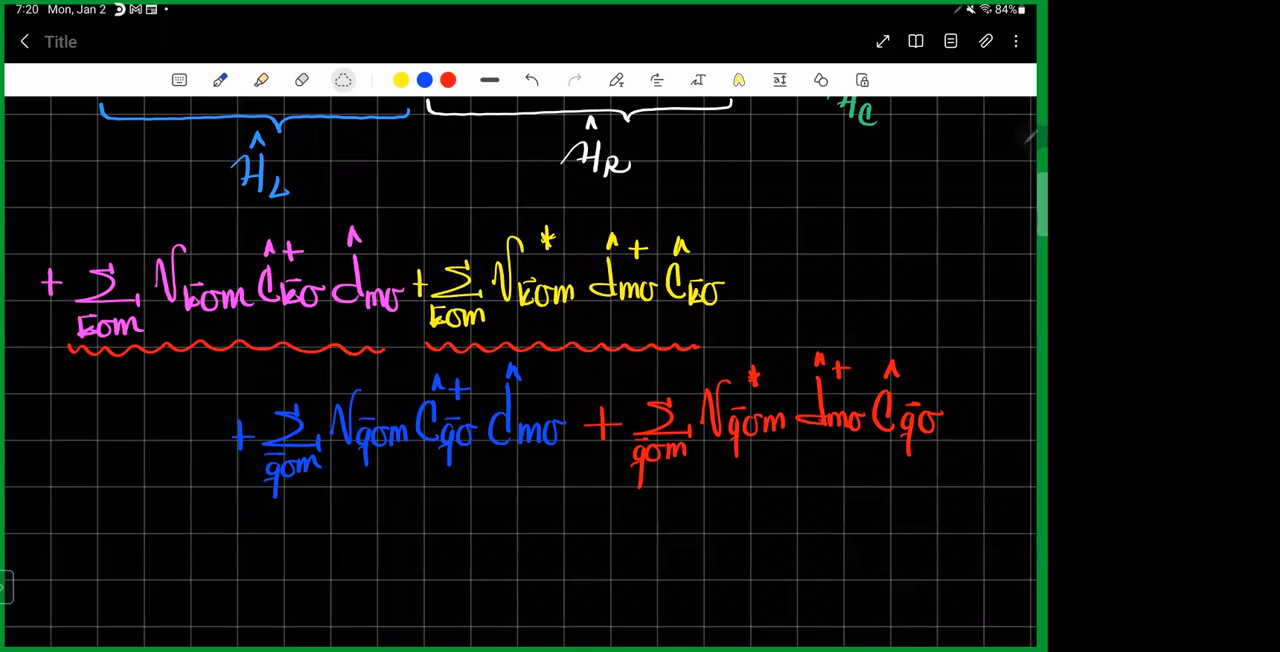 7:20 Mon, Jan 2 84%
Title
Ĥ_L Ĥ_R H_C
+ Σ_{k̄σm} V_{k̄σm} ĉ⁺_{k̄σ} d̂_{mσ} + Σ_{k̄σm} V*_{k̄σm} d̂⁺_{mσ} ĉ_{k̄σ}
+ Σ_{q̄σm} V_{q̄σm} ĉ⁺_{q̄σ} d̂_{mσ} + Σ_{q̄σm} V*_{q̄σm} d̂⁺_{mσ} ĉ_{q̄σ}